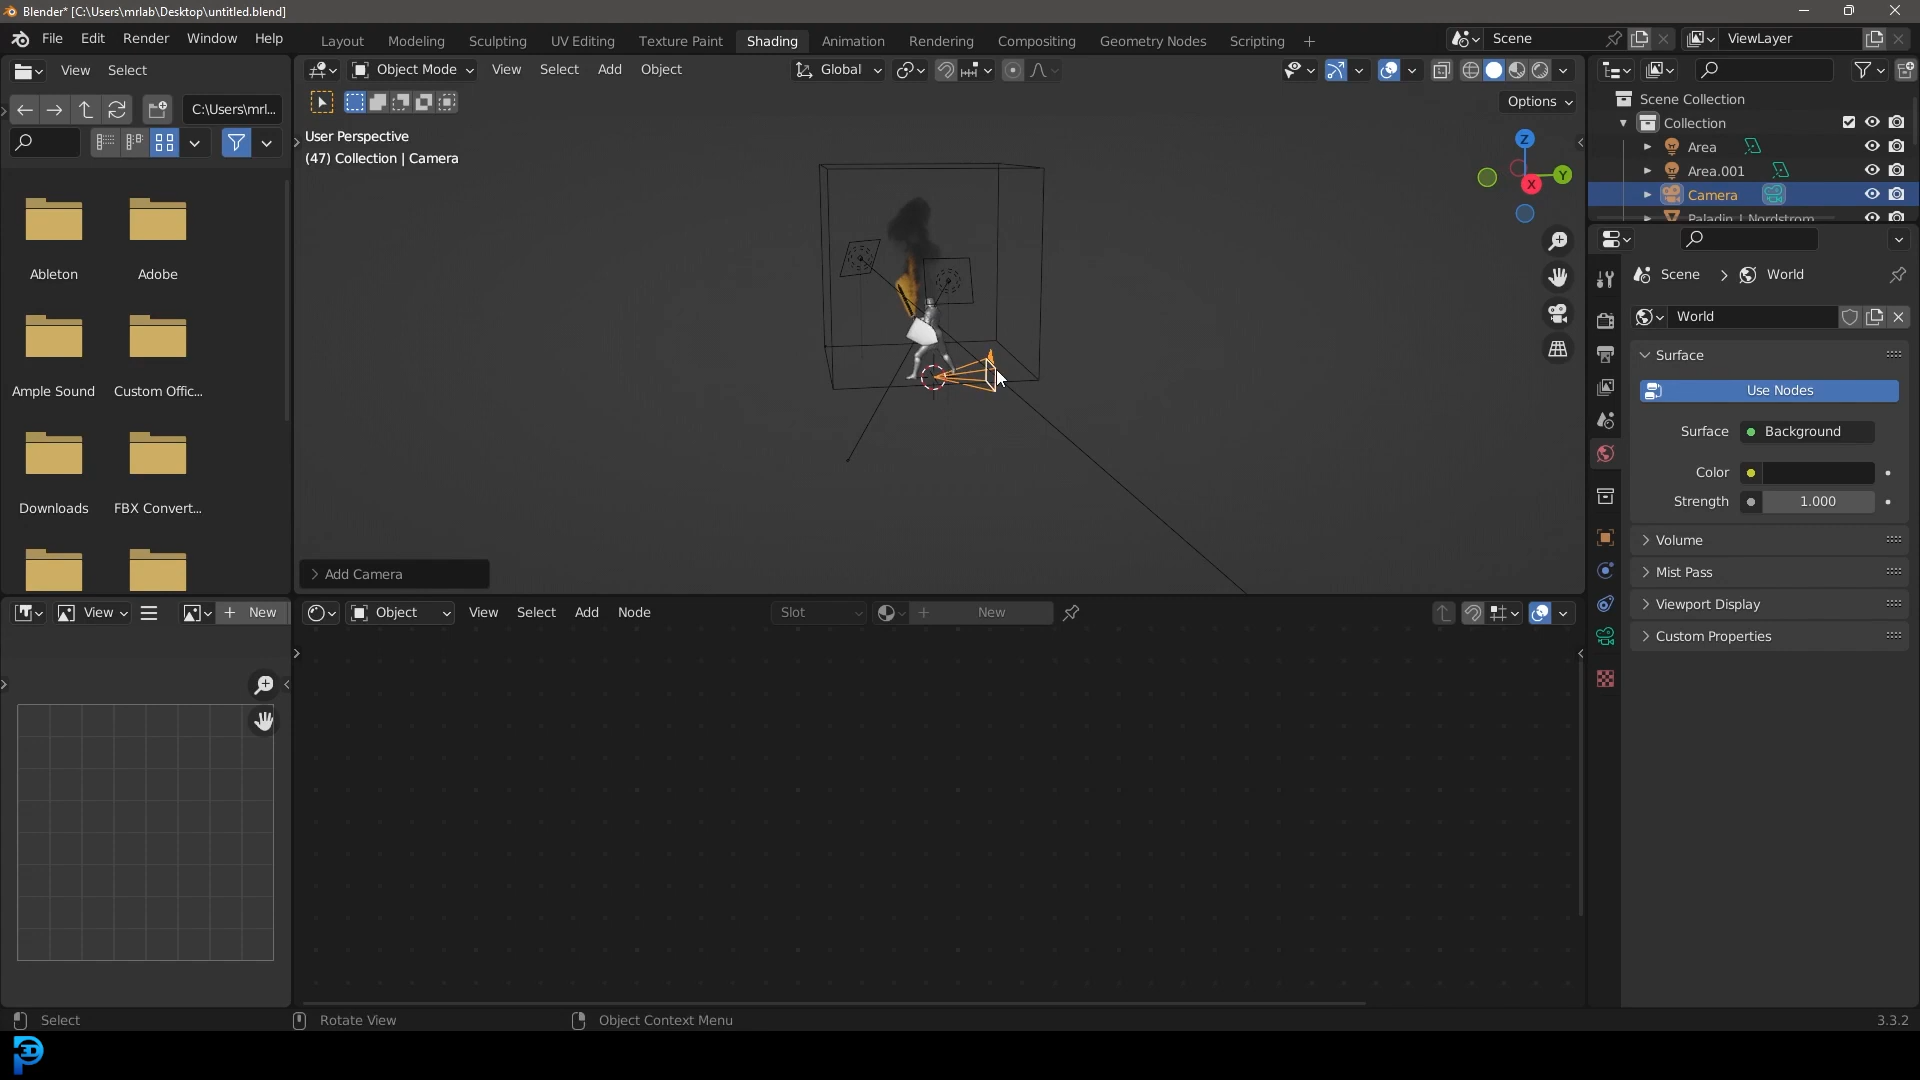 Blender* [C:\Users\mrlab\Desktop\untitled.blend]
File Edit Render Window Help
Layout Modeling Sculpting UV Editing Texture Paint Shading Animation Rendering Compositing Geometry Nodes Scripting +
Scene
ViewLayer
View Select
C:\Users\mrl...
Object Mode View Select Add Object
Global
Options
User Perspective
(47) Collection | Camera
Z
Y
X
Ableton
Adobe
Ample Sound
Custom Offic...
Downloads
FBX Convert...
Add Camera
Scene Collection
Collection
Area
Area.001
Camera
Paladin J Nordstrom
Scene > World
World
Surface
Use Nodes
Surface Background
Color
Strength 1.000
Volume
Mist Pass
Viewport Display
Custom Properties
View
+ New
Object View Select Add Node
Slot
+ New
Select
Rotate View
Object Context Menu
3.3.2